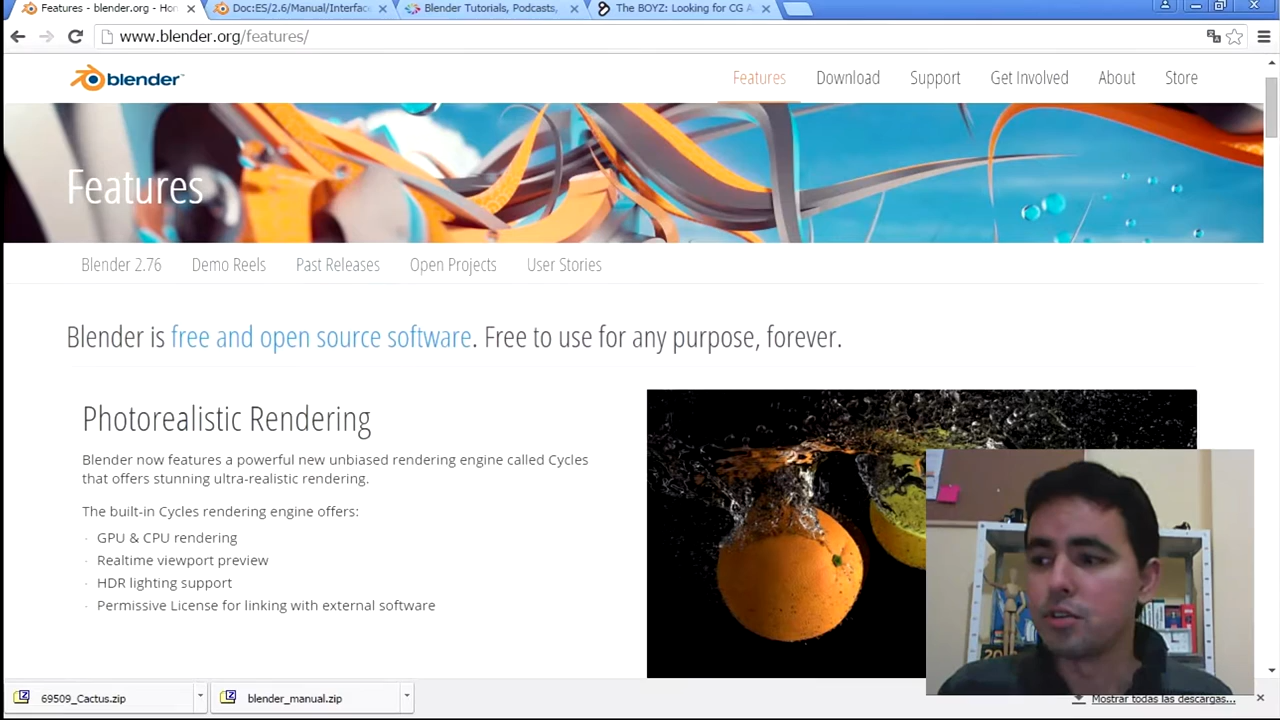 Features - blender.org - Hom
Doc:ES/2.6/Manual/Interface
Blender Tutorials, Podcasts,
The BOYZ: Looking for CG A
www.blender.org/features/
blender
Features
Download
Support
Get Involved
About
Store
Features
Blender 2.76
Demo Reels
Past Releases
Open Projects
User Stories
Blender is free and open source software. Free to use for any purpose, forever.
Photorealistic Rendering
Blender now features a powerful new unbiased rendering engine called Cycles
that offers stunning ultra-realistic rendering.
The built-in Cycles rendering engine offers:
· GPU & CPU rendering
· Realtime viewport preview
· HDR lighting support
· Permissive License for linking with external software
69509_Cactus.zip
blender_manual.zip
Mostrar todas las descargas...